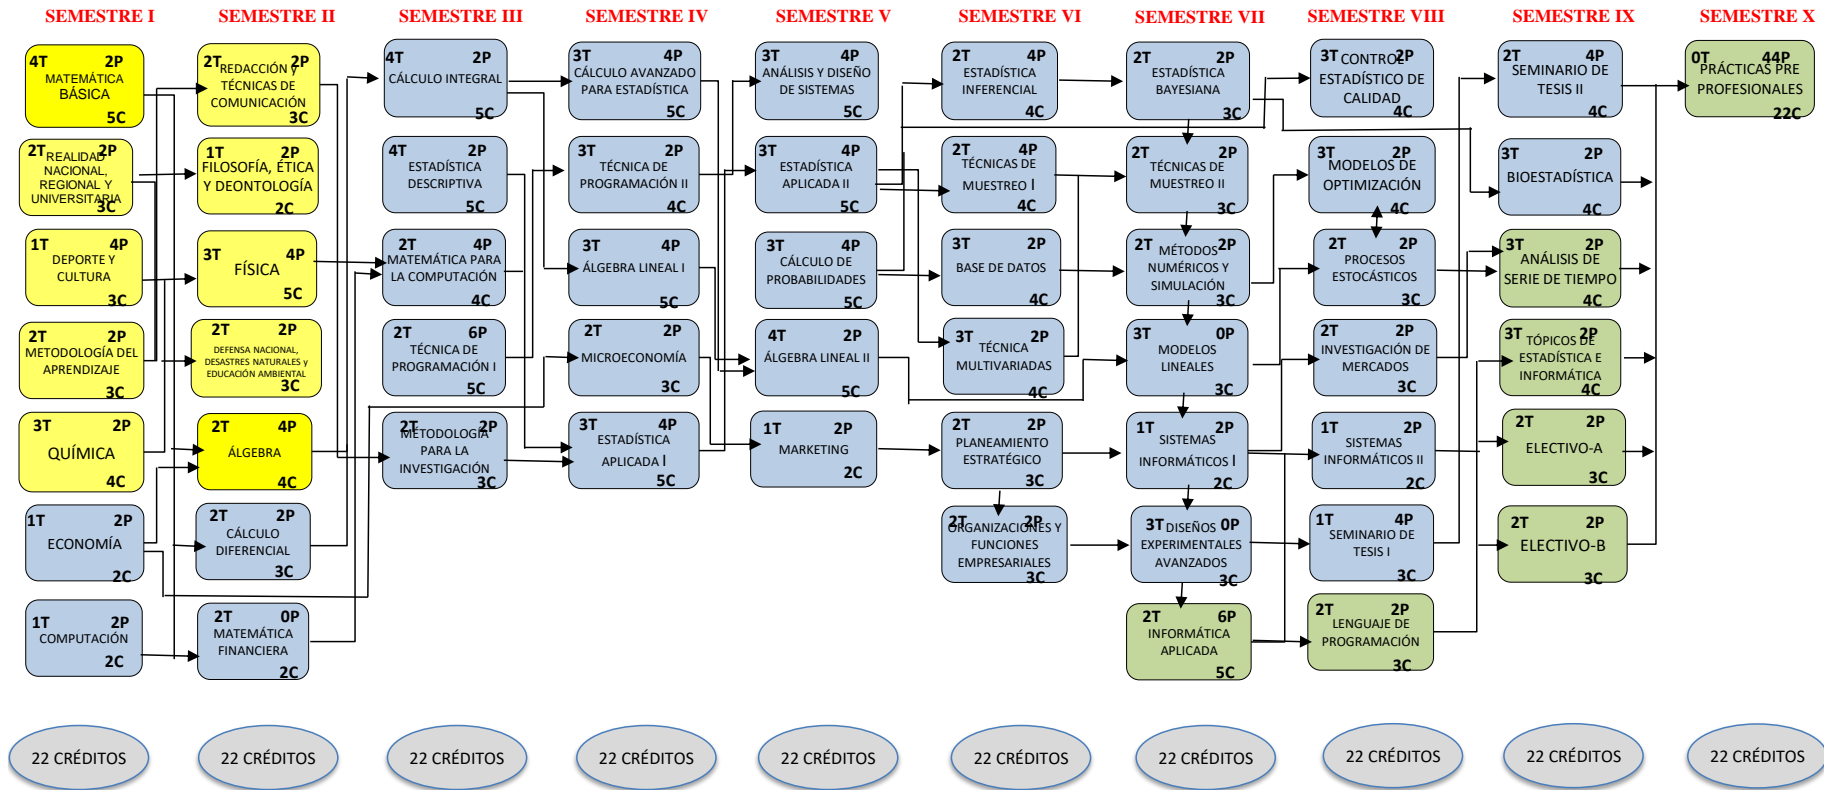 SEMESTRE I
SEMESTRE II
SEMESTRE III
SEMESTRE IV
SEMESTRE V
SEMESTRE VI
SEMESTRE VII
SEMESTRE VIII
SEMESTRE IX
SEMESTRE X
4T 2P
MATEMÁTICA
BÁSICA
5C
2T 2P
REALIDAD
NACIONAL,
REGIONAL Y
UNIVERSITARIA
3C
1T 4P
DEPORTE Y
CULTURA
3C
2T 2P
METODOLOGÍA DEL
APRENDIZAJE
3C
3T 2P
QUÍMICA
4C
1T 2P
ECONOMÍA
2C
1T 2P
COMPUTACIÓN
2C
2T 2P
REDACCIÓN Y
TÉCNICAS DE
COMUNICACIÓN
3C
1T 2P
FILOSOFÍA, ÉTICA
Y DEONTOLOGÍA
2C
3T 4P
FÍSICA
5C
2T 2P
DEFENSA NACIONAL,
DESASTRES NATURALES y
EDUCACIÓN AMBIENTAL
3C
2T 4P
ÁLGEBRA
4C
2T 2P
CÁLCULO
DIFERENCIAL
3C
2T 0P
MATEMÁTICA
FINANCIERA
2C
4T 2P
CÁLCULO INTEGRAL
5C
4T 2P
ESTADÍSTICA
DESCRIPTIVA
5C
2T 4P
MATEMÁTICA PARA
LA COMPUTACIÓN
4C
2T 6P
TÉCNICA DE
PROGRAMACIÓN I
5C
2T 2P
METODOLOGÍA
PARA LA
INVESTIGACIÓN
3C
3T 4P
CÁLCULO AVANZADO
PARA ESTADÍSTICA
5C
3T 2P
TÉCNICA DE
PROGRAMACIÓN II
4C
3T 4P
ÁLGEBRA LINEAL I
5C
2T 2P
MICROECONOMÍA
3C
3T 4P
ESTADÍSTICA
APLICADA I
5C
3T 4P
ANÁLISIS Y DISEÑO
DE SISTEMAS
5C
3T 4P
ESTADÍSTICA
APLICADA II
5C
3T 4P
CÁLCULO DE
PROBABILIDADES
5C
4T 2P
ÁLGEBRA LINEAL II
5C
1T 2P
MARKETING
2C
2T 4P
ESTADÍSTICA
INFERENCIAL
4C
2T 4P
TÉCNICAS DE
MUESTREO I
4C
3T 2P
BASE DE DATOS
4C
3T 2P
TÉCNICA
MULTIVARIADAS
4C
2T 2P
PLANEAMIENTO
ESTRATÉGICO
3C
2T 2P
ORGANIZACIONES Y
FUNCIONES
EMPRESARIALES
3C
2T 2P
ESTADÍSTICA
BAYESIANA
3C
2T 2P
TÉCNICAS DE
MUESTREO II
3C
2T 2P
MÉTODOS
NUMÉRICOS Y
SIMULACIÓN
3C
3T 0P
MODELOS
LINEALES
3C
1T 2P
SISTEMAS
INFORMÁTICOS I
2C
3T 0P
DISEÑOS
EXPERIMENTALES
AVANZADOS
3C
2T 6P
INFORMÁTICA
APLICADA
5C
3T 2P
CONTROL
ESTADÍSTICO DE
CALIDAD
4C
3T 2P
MODELOS DE
OPTIMIZACIÓN
4C
2T 2P
PROCESOS
ESTOCÁSTICOS
3C
2T 2P
INVESTIGACIÓN DE
MERCADOS
3C
1T 2P
SISTEMAS
INFORMÁTICOS II
2C
1T 4P
SEMINARIO DE
TESIS I
3C
2T 2P
LENGUAJE DE
PROGRAMACIÓN
3C
2T 4P
SEMINARIO DE
TESIS II
4C
3T 2P
BIOESTADÍSTICA
4C
3T 2P
ANÁLISIS DE
SERIE DE TIEMPO
4C
3T 2P
TÓPICOS DE
ESTADÍSTICA E
INFORMÁTICA
4C
2T 2P
ELECTIVO-A
3C
2T 2P
ELECTIVO-B
3C
0T 44P
PRÁCTICAS PRE
PROFESIONALES
22C
22 CRÉDITOS
22 CRÉDITOS
22 CRÉDITOS
22 CRÉDITOS
22 CRÉDITOS
22 CRÉDITOS
22 CRÉDITOS
22 CRÉDITOS
22 CRÉDITOS
22 CRÉDITOS